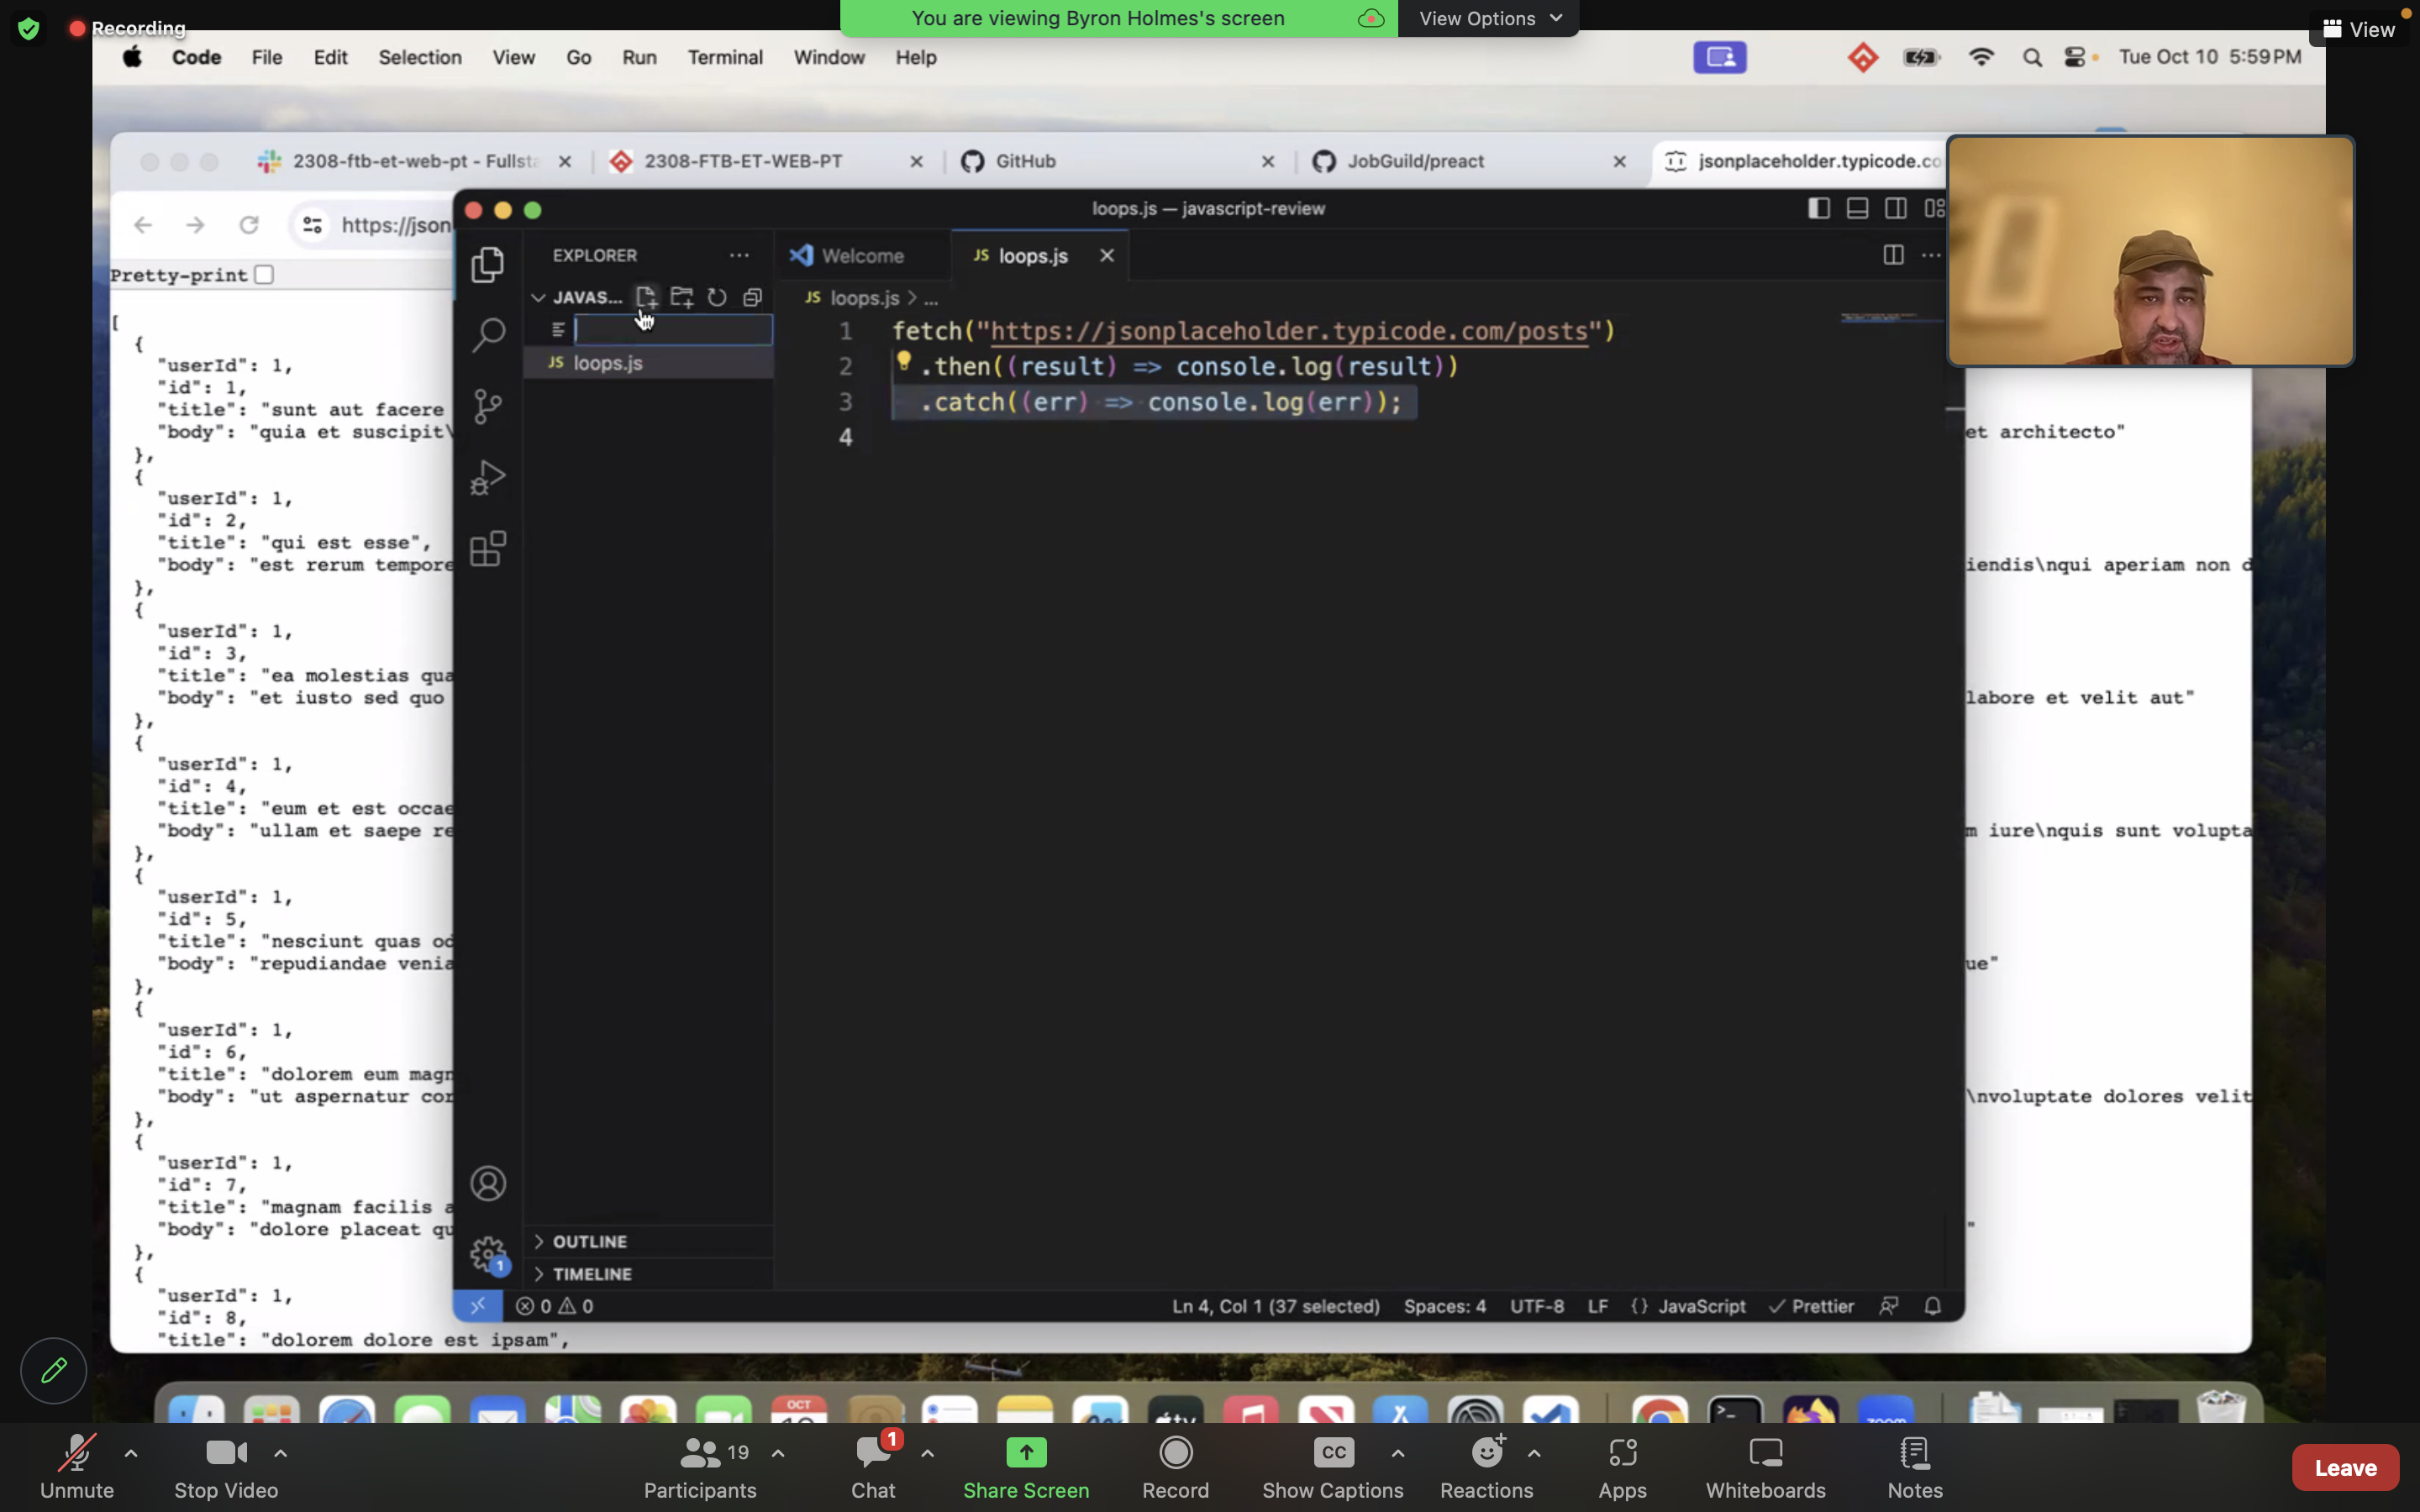 Recording
You are viewing Byron Holmes's screen
View Options
View
Code File Edit Selection View Go Run Terminal Window Help
Tue Oct 10 5:59 PM
2308-ftb-et-web-pt - Fullsta
2308-FTB-ET-WEB-PT
GitHub
JobGuild/preact
jsonplaceholder.typicode.co
https://json
loops.js — javascript-review
Pretty-print
EXPLORER
Welcome
JS loops.js
JAVAS...
JS loops.js > ...
JS loops.js
1 fetch("https://jsonplaceholder.typicode.com/posts")
2 .then((result) => console.log(result))
3 .catch((err) => console.log(err));
4
[
{
"userId": 1,
"id": 1,
"title": "sunt aut facere
"body": "quia et suscipit\
et architecto"
},
{
"userId": 1,
"id": 2,
"title": "qui est esse",
"body": "est rerum tempore
iendis\nqui aperiam non d
},
{
"userId": 1,
"id": 3,
"title": "ea molestias qua
"body": "et iusto sed quo
labore et velit aut"
},
{
"userId": 1,
"id": 4,
"title": "eum et est occae
"body": "ullam et saepe re
m iure\nquis sunt volupta
},
{
"userId": 1,
"id": 5,
"title": "nesciunt quas od
"body": "repudiandae venia
ue"
},
{
"userId": 1,
"id": 6,
"title": "dolorem eum magn
"body": "ut aspernatur cor
\nvoluptate dolores velit
},
{
"userId": 1,
"id": 7,
"title": "magnam facilis a
"body": "dolore placeat qu
"
},
{
"userId": 1,
"id": 8,
"title": "dolorem dolore est ipsam",
OUTLINE
TIMELINE
1
0 0
Ln 4, Col 1 (37 selected) Spaces: 4 UTF-8 LF {} JavaScript Prettier
OCT
tv
zoom
Unmute
Stop Video
19
Participants
1
Chat
Share Screen
Record
CC
Show Captions
Reactions
Apps
Whiteboards
Notes
Leave